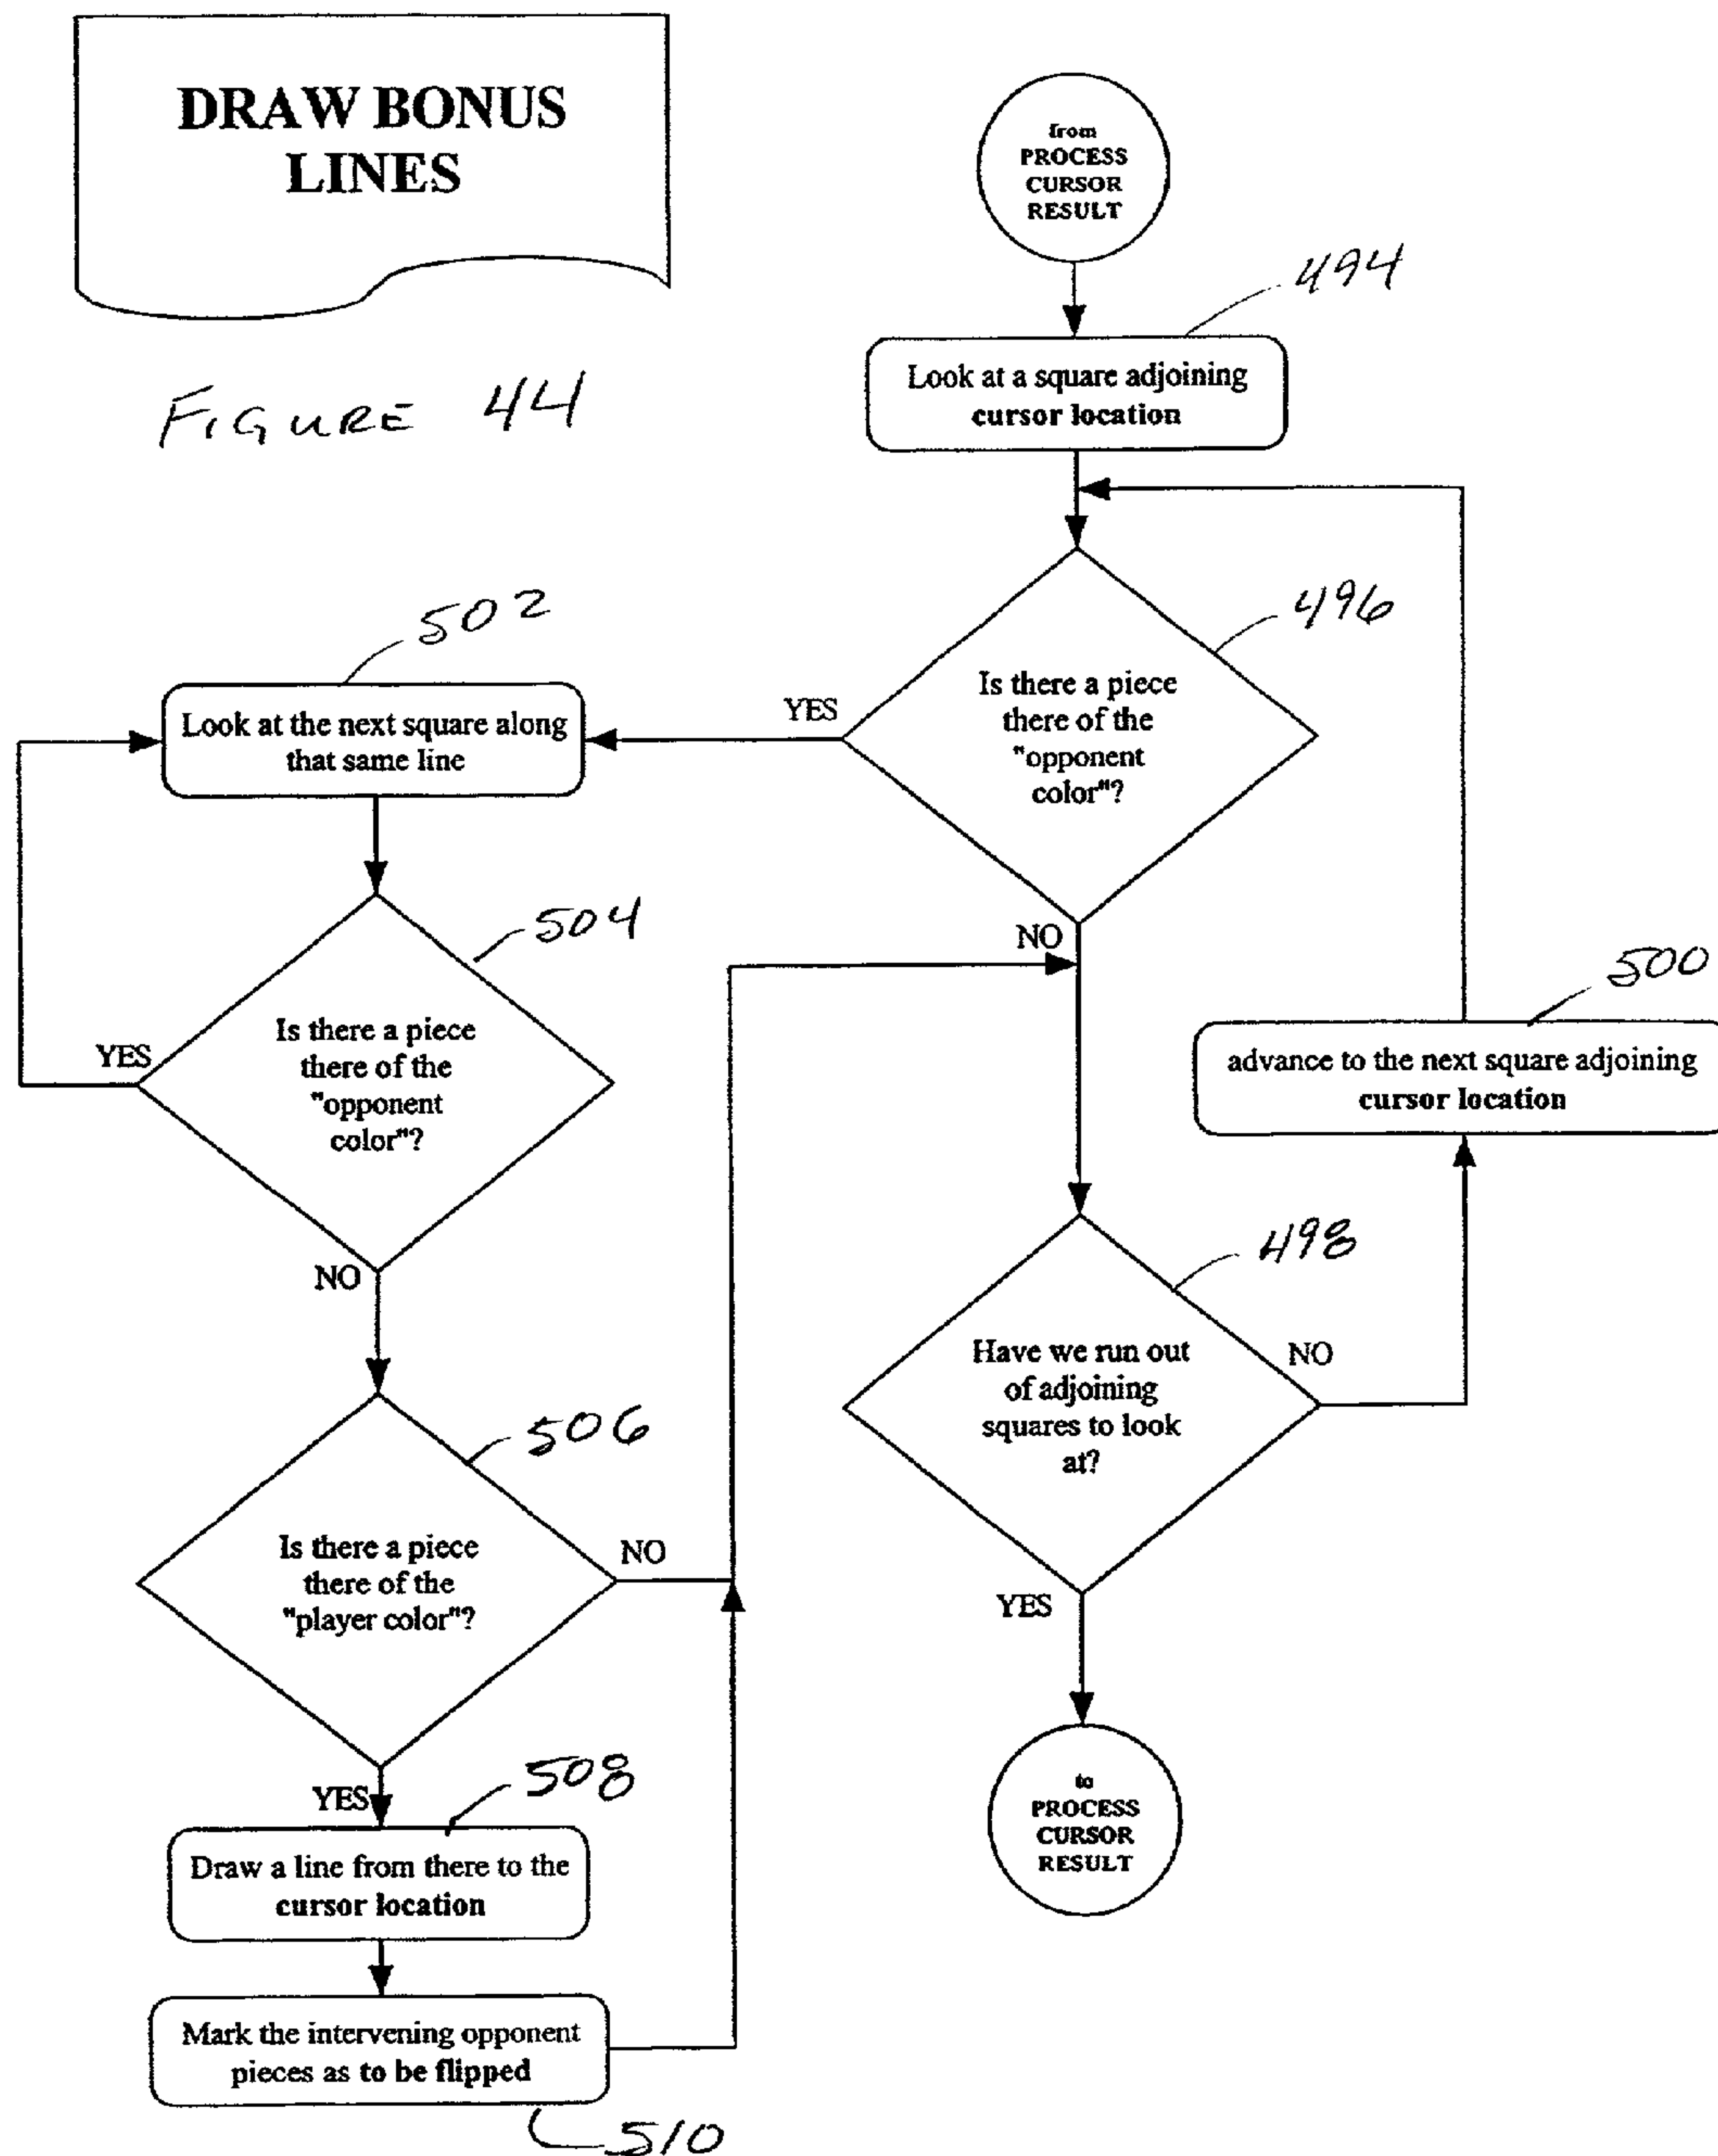 DRAW BONUS
LINES
FIGURE 44
from
PROCESS
CURSOR
RESULT
494
Look at a square adjoining
cursor location
496
Is there a piece
there of the
"opponent
color"?
YES
NO
502
Look at the next square along
that same line
504
Is there a piece
there of the
"opponent
color"?
YES
NO
500
advance to the next square adjoining
cursor location
498
Have we run out
of adjoining
squares to look
at?
NO
YES
506
Is there a piece
there of the
"player color"?
NO
YES
508
Draw a line from there to the
cursor location
Mark the intervening opponent
pieces as to be flipped
510
to
PROCESS
CURSOR
RESULT